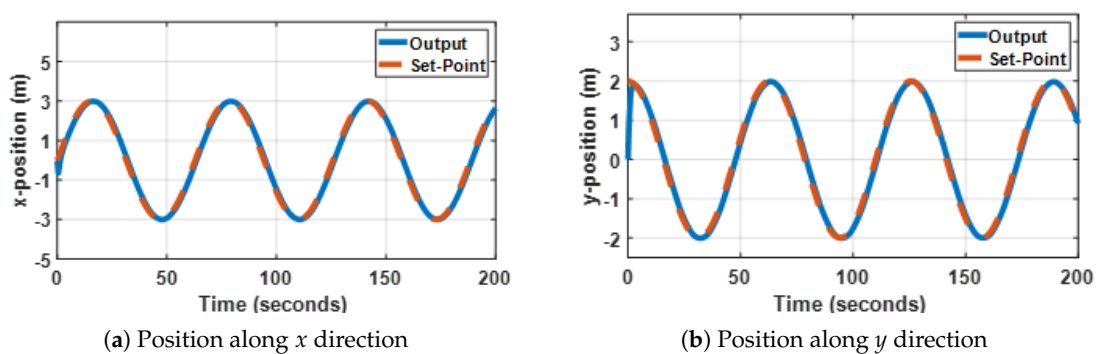 x-position (m)
5
3
1
-1
-3
-5
0
50
100
150
200
Time (seconds)
Output
Set-Point
(a) Position along x direction
y-position (m)
3
2
1
0
-1
-2
0
50
100
150
200
Time (seconds)
Output
Set-Point
(b) Position along y direction